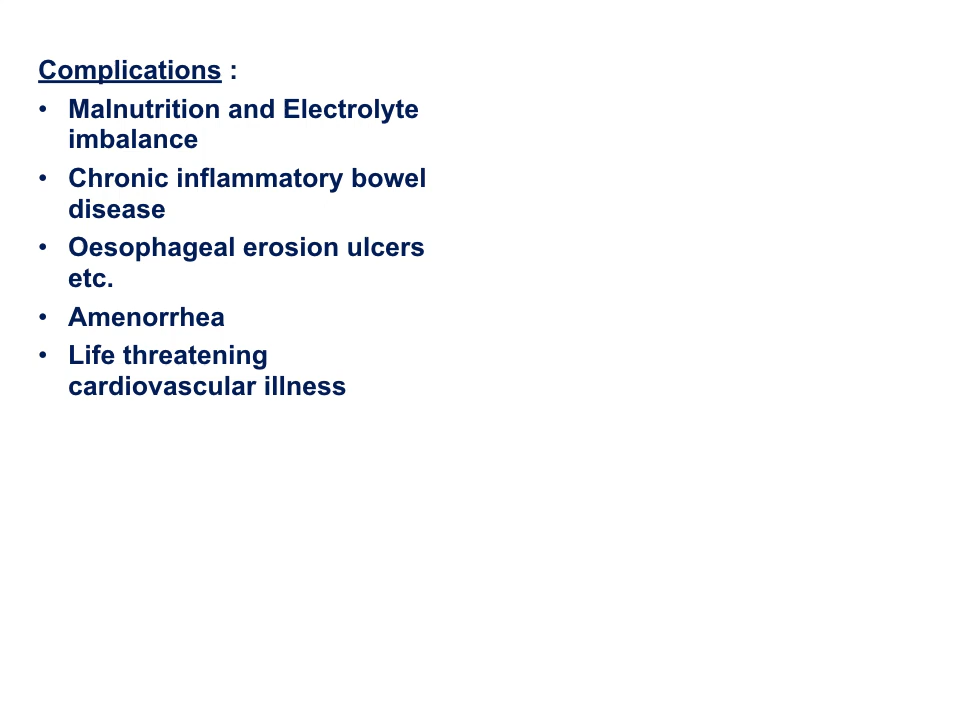 Complications :
• Malnutrition and Electrolyte
imbalance
• Chronic inflammatory bowel
disease
• Oesophageal erosion ulcers
etc.
• Amenorrhea
• Life threatening
cardiovascular illness